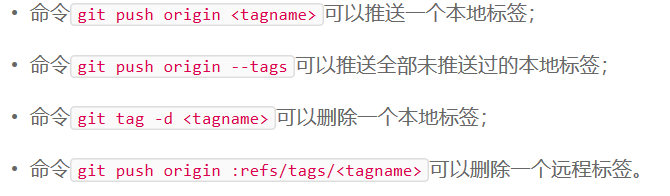 • 命令git push origin <tagname>可以推送一个本地标签；
• 命令git push origin --tags可以推送全部未推送过的本地标签；
• 命令git tag -d <tagname>可以删除一个本地标签；
• 命令git push origin :refs/tags/<tagname>可以删除一个远程标签。